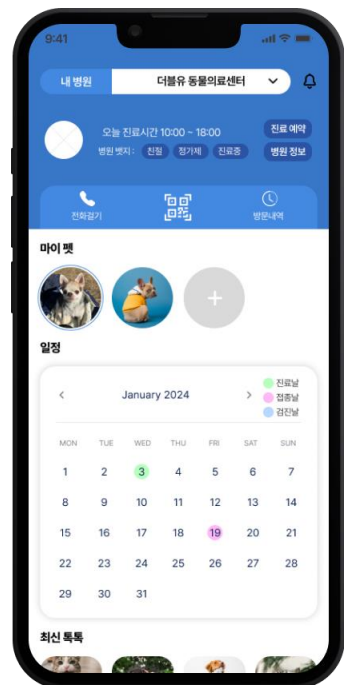 9:41
내 병원 더블유 동물의료센터
오늘 진료시간 10:00 ~ 18:00 진료 예약
병원 뱃지 : 친절 정가제 진료중 병원 정보
전화걸기 방문내역
마이 펫
일정
January 2024
진료날
접종날
검진날
MON TUE WED THU FRI SAT SUN
1 2 3 4 5 6 7
8 9 10 11 12 13 14
15 16 17 18 19 20 21
22 23 24 25 26 27 28
29 30 31
최신 톡톡